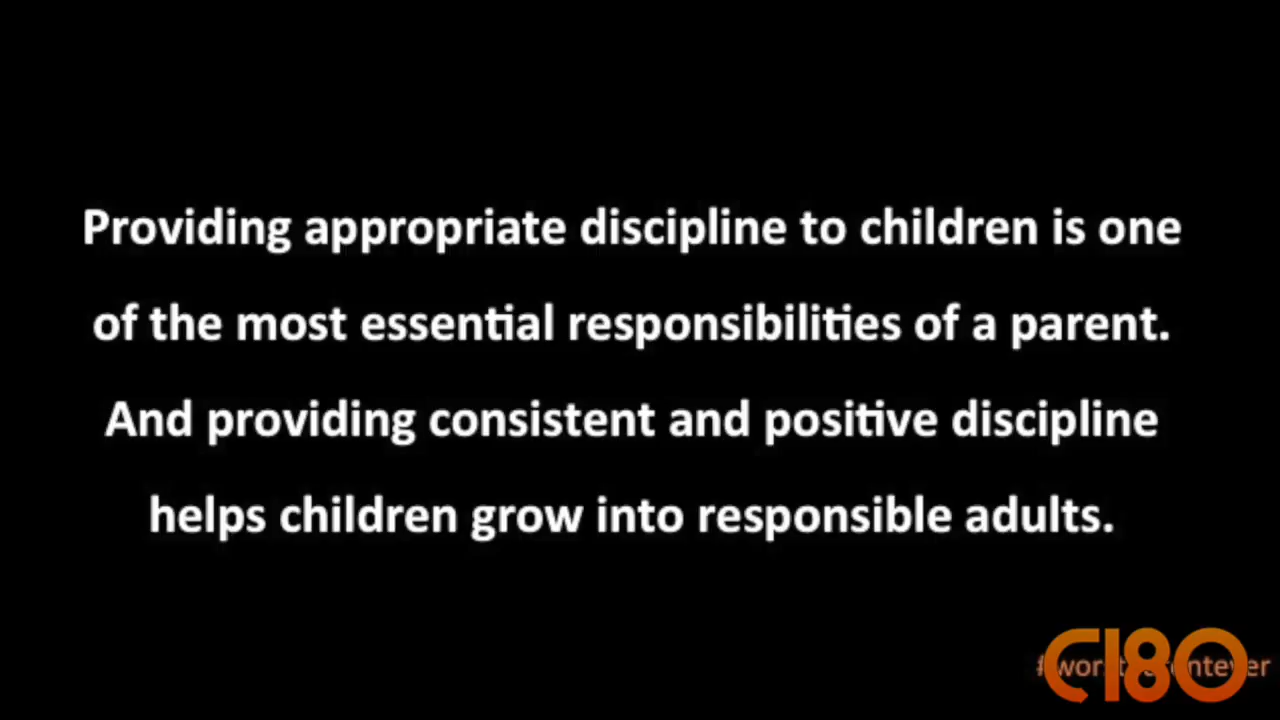 Providing appropriate discipline to children is one
of the most essential responsibilities of a parent.
And providing consistent and positive discipline
helps children grow into responsible adults.
C180